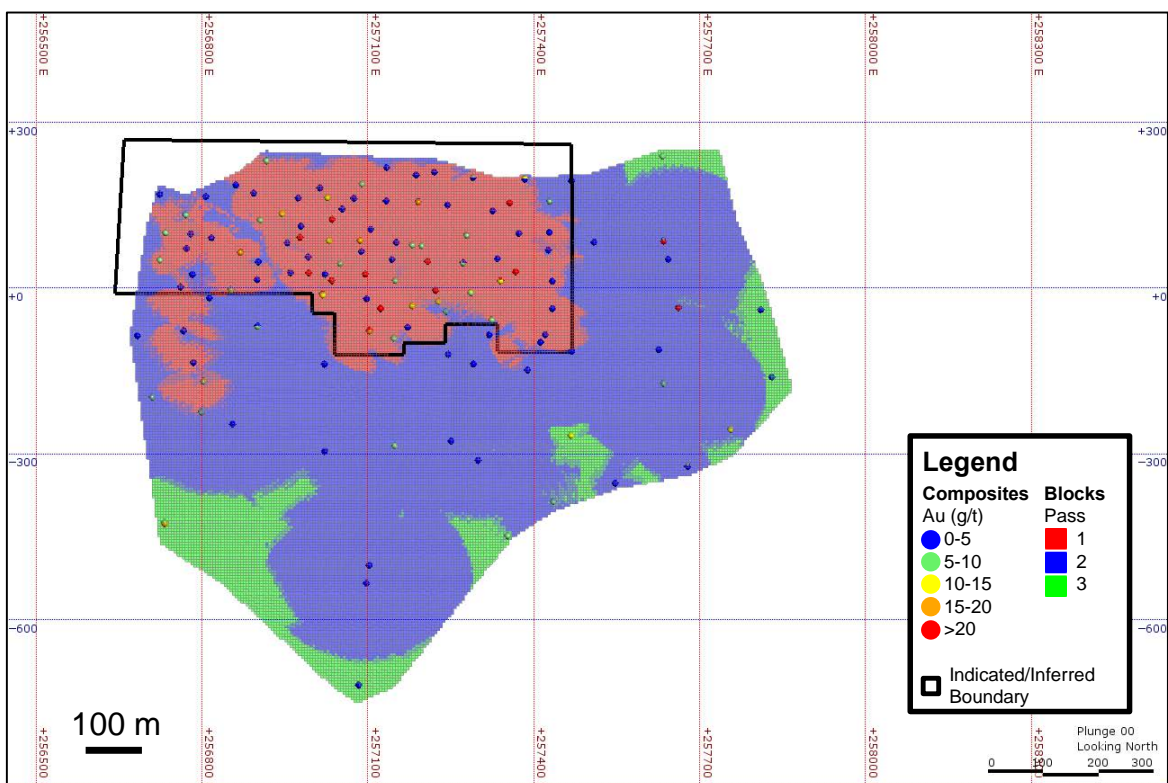 +256500 E
+256800 E
+257100 E
+257400 E
+257700 E
+258000 E
+258300 E
+300
+300
+0
+0
-300
-300
-600
-600
Legend
Composites
Au (g/t)
0-5
5-10
10-15
15-20
>20
Blocks
Pass
1
2
3
Indicated/Inferred
Boundary
100 m
+256500 E
+256800 E
+257100 E
+257400 E
+257700 E
+258000 E
+258300 E
Plunge 00
Looking North
0 100 200 300